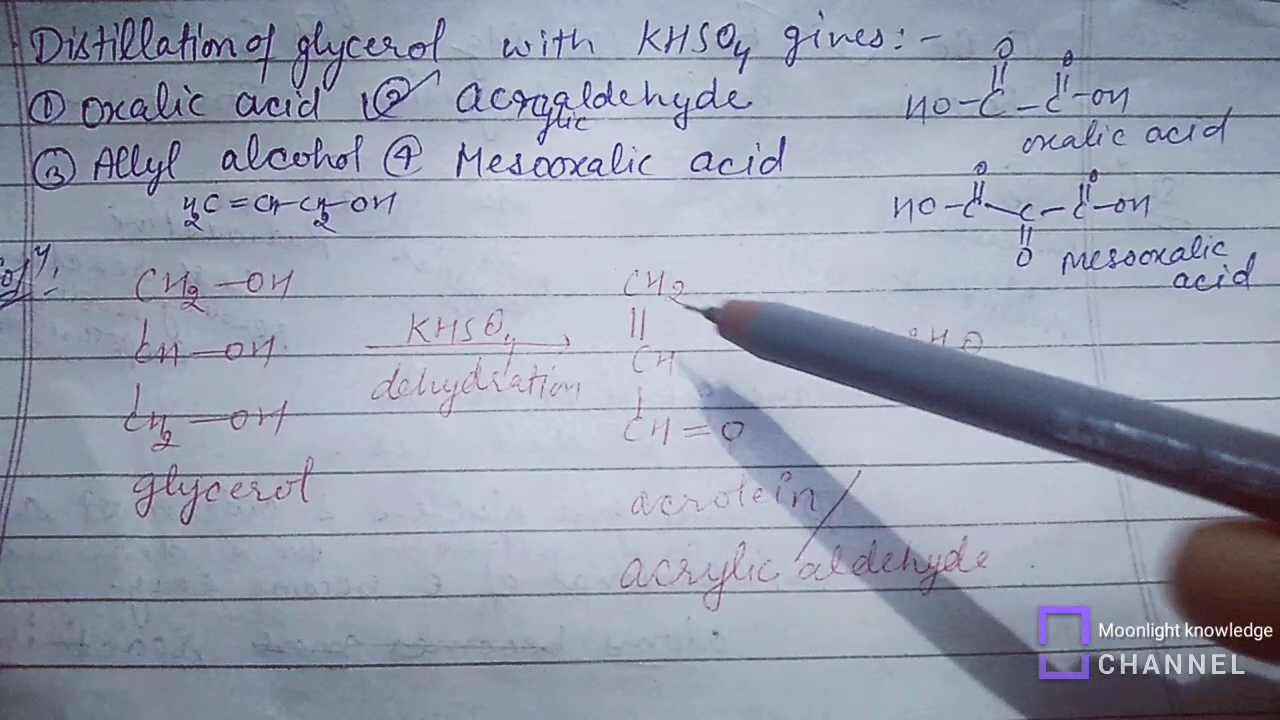 Distillation of glycerol with KHSO4 gives:-
① Oxalic acid ② ✓ Acraaldehyde
ylic
③ Allyl alcohol ④ Mesooxalic acid
H2C=CH-CH2-OH
O O
|| ||
HO-C-C-OH
oxalic acid
O O
|| ||
HO-C-C-C-OH
||
O
Mesooxalic
acid
CH2-OH
|
CH-OH
|
CH2-OH
glycerol
KHSO4
dehydration
CH2
||
CH
|
CH=O
acrolein/
acrylic aldehyde
H O
Moonlight knowledge
CHANNEL